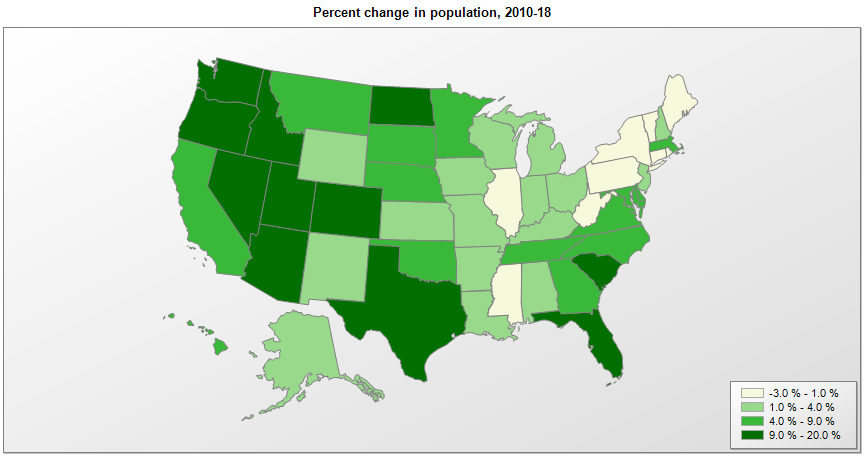 Percent change in population, 2010-18
-3.0 % - 1.0 %
1.0 % - 4.0 %
4.0 % - 9.0 %
9.0 % - 20.0 %